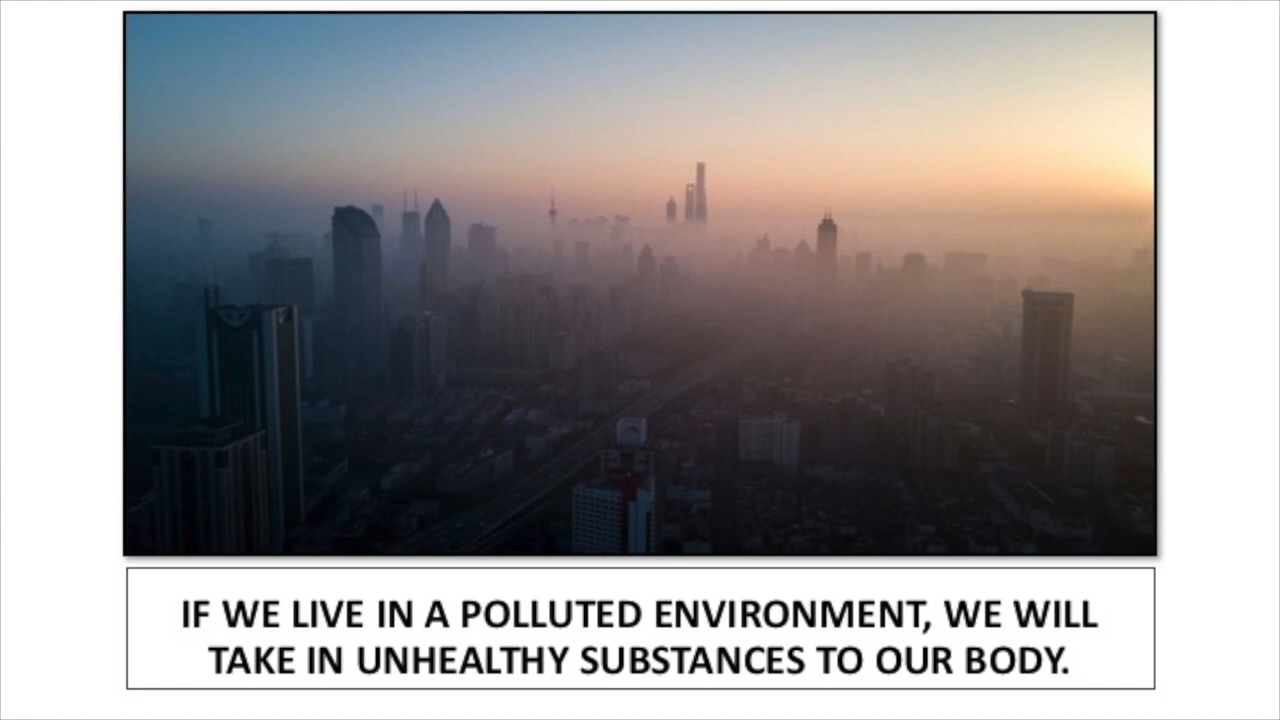 IF WE LIVE IN A POLLUTED ENVIRONMENT, WE WILL
TAKE IN UNHEALTHY SUBSTANCES TO OUR BODY.